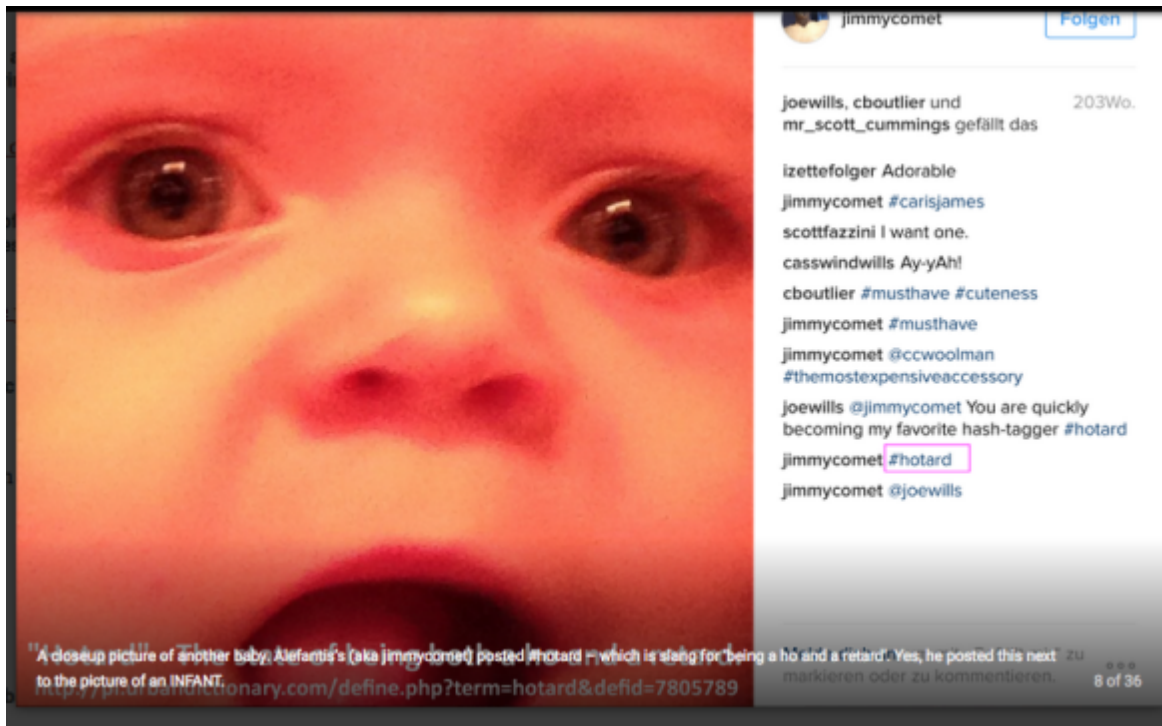 jimmycomet
Folgen
joewills, cboutlier und
203Wo.
mr_scott_cummings gefällt das
izettefolger Adorable
jimmycomet #carisjames
scottfazzini I want one.
casswindwills Ay-yAh!
cboutlier #musthave #cuteness
jimmycomet #musthave
jimmycomet @ccwoolman
#themostexpensiveaccessory
joewills @jimmycomet You are quickly
becoming my favorite hash-tagger #hotard
jimmycomet #hotard
jimmycomet @joewills
A closeup picture of another baby. Alefantis's (aka jimmycomet) posted #hotard – which is slang for "being a ho and a retard". Yes, he posted this next
to the picture of an INFANT.
zu
markieren oder zu kommentieren.
http://pl.urbandictionary.com/define.php?term=hotard&defid=7805789
8 of 36